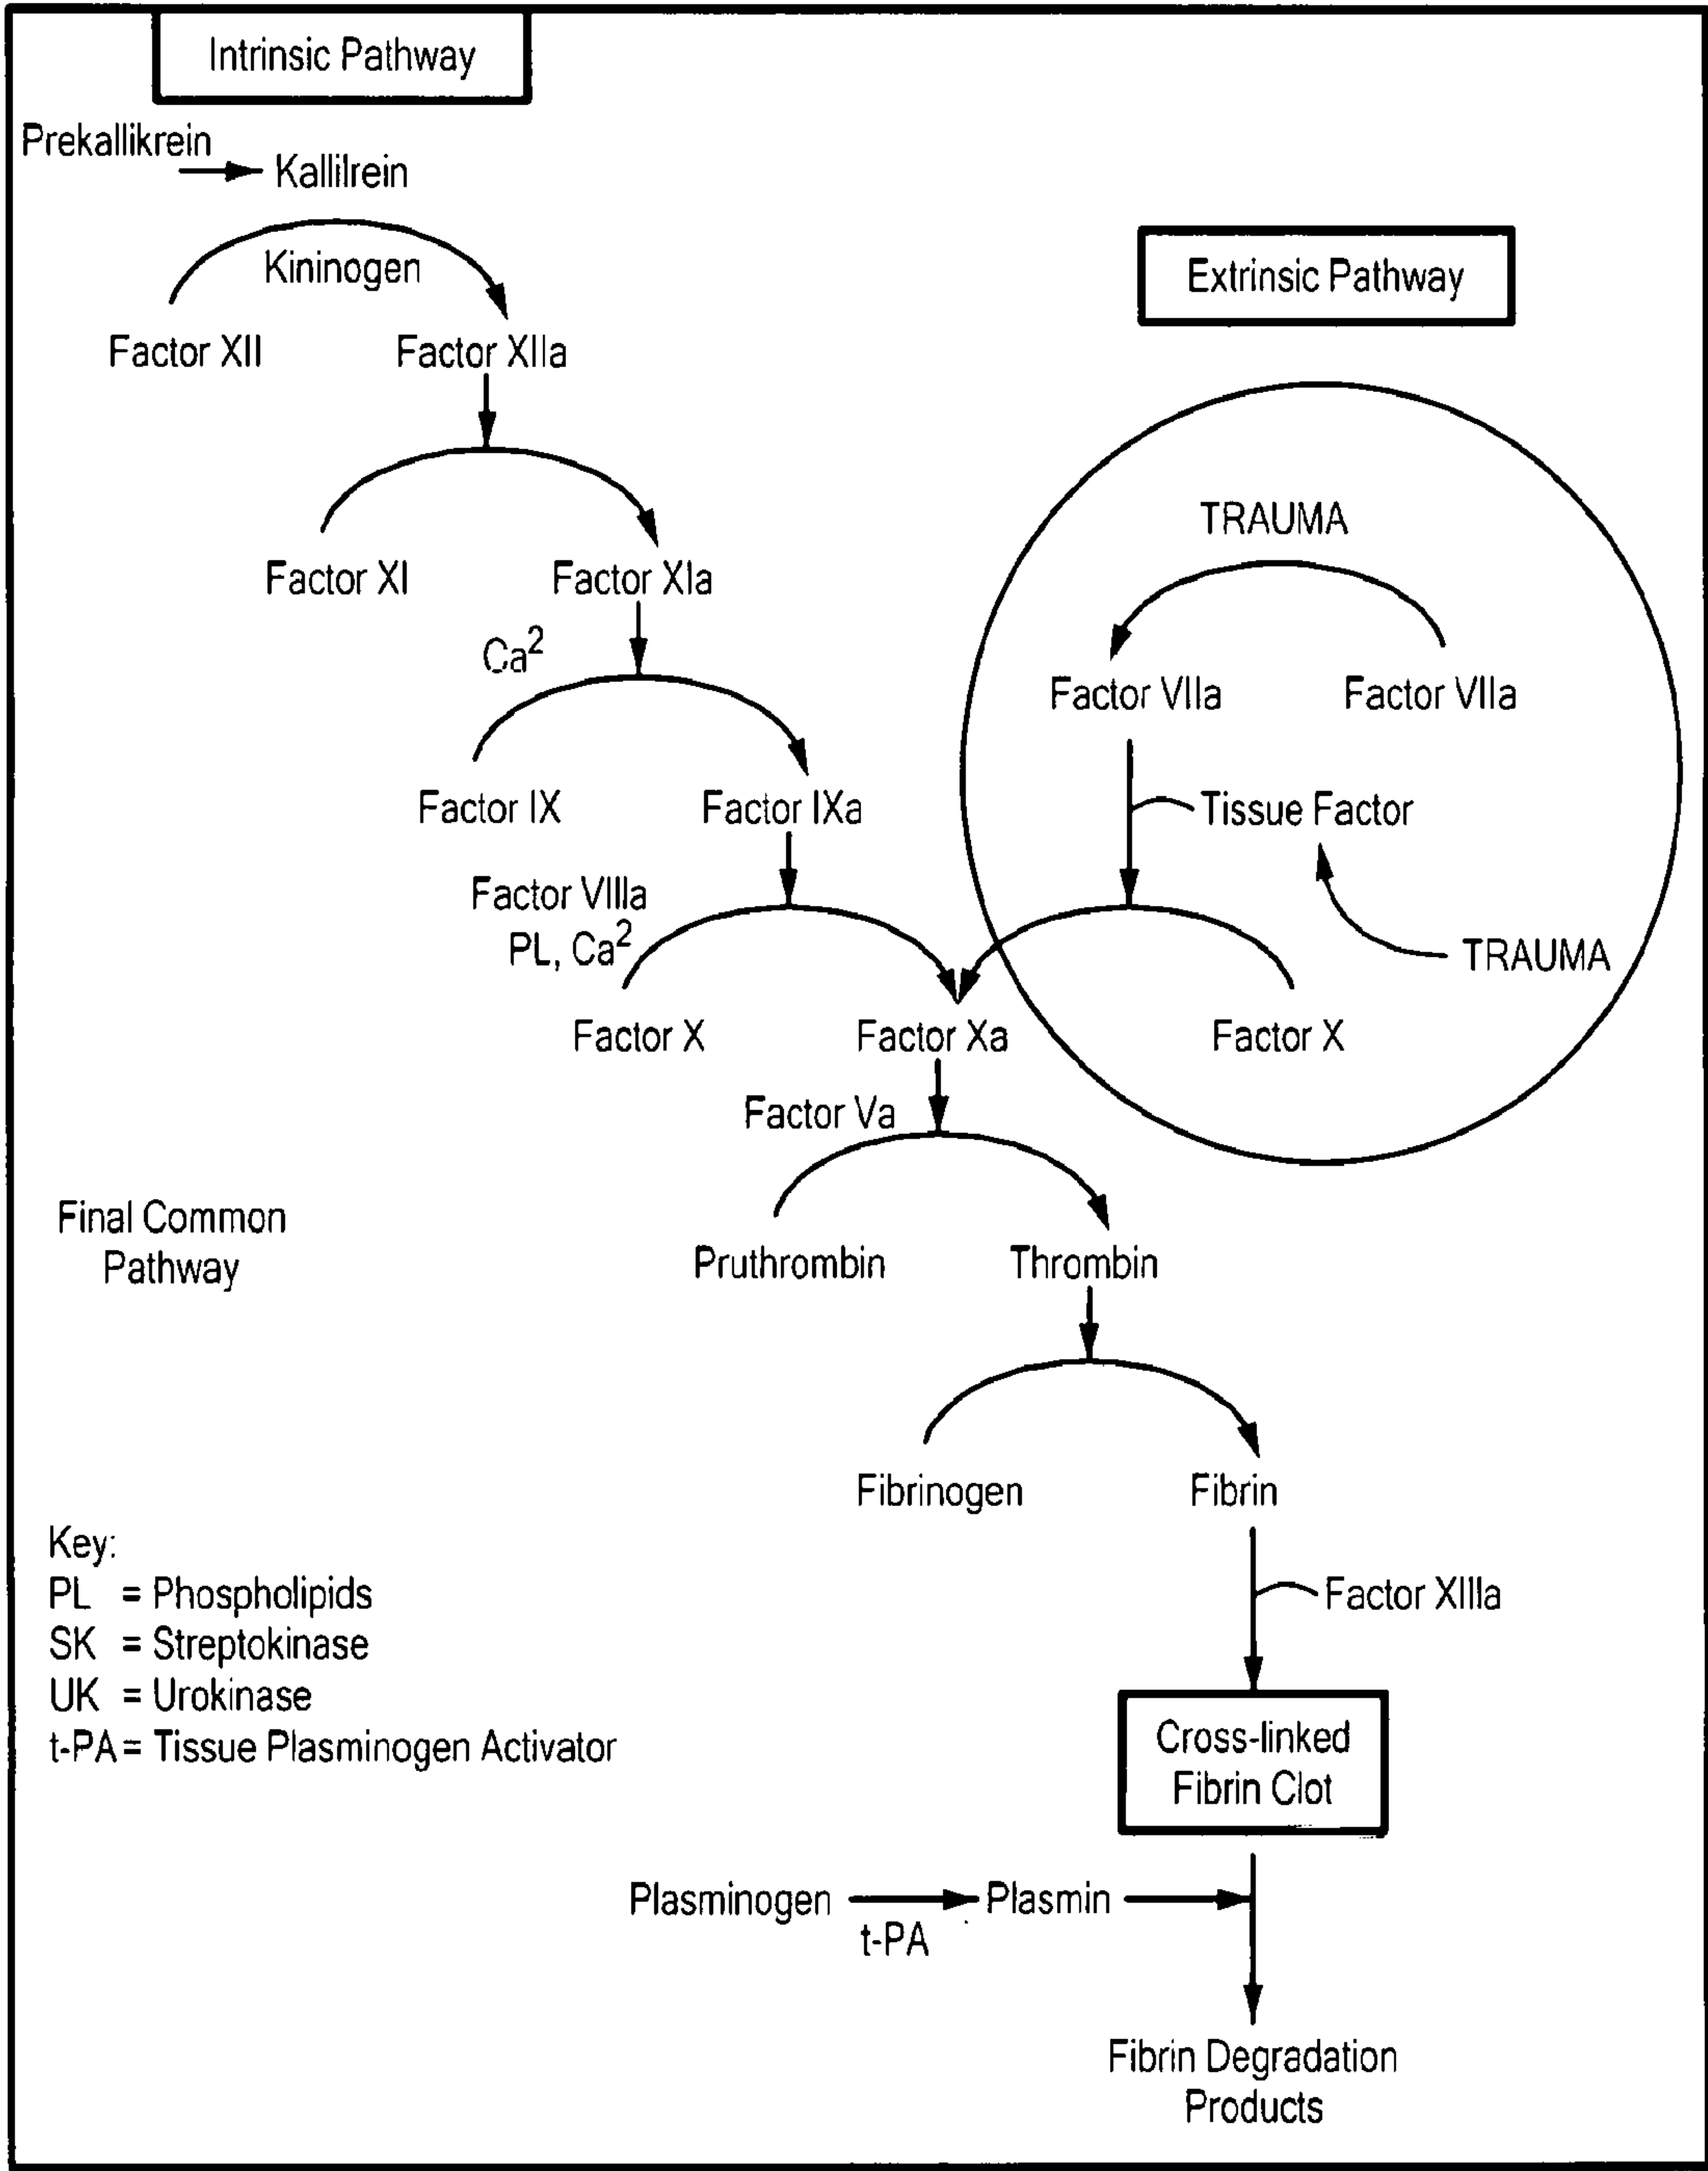 Intrinsic Pathway
Prekallikrein
Kallilrein
Kininogen
Extrinsic Pathway
Factor XII
Factor XIIa
TRAUMA
Factor XI
Factor XIa
Ca²
Factor VIIa
Factor VIIa
Factor IX
Factor IXa
Tissue Factor
Factor VIIIa
PL, Ca²
TRAUMA
Factor X
Factor Xa
Factor X
Factor Va
Final Common
Pathway
Pruthrombin
Thrombin
Fibrinogen
Fibrin
Key:
PL = Phospholipids
SK = Streptokinase
UK = Urokinase
t-PA = Tissue Plasminogen Activator
Factor XIIIa
Cross-linked
Fibrin Clot
Plasminogen
Plasmin
t-PA
Fibrin Degradation
Products